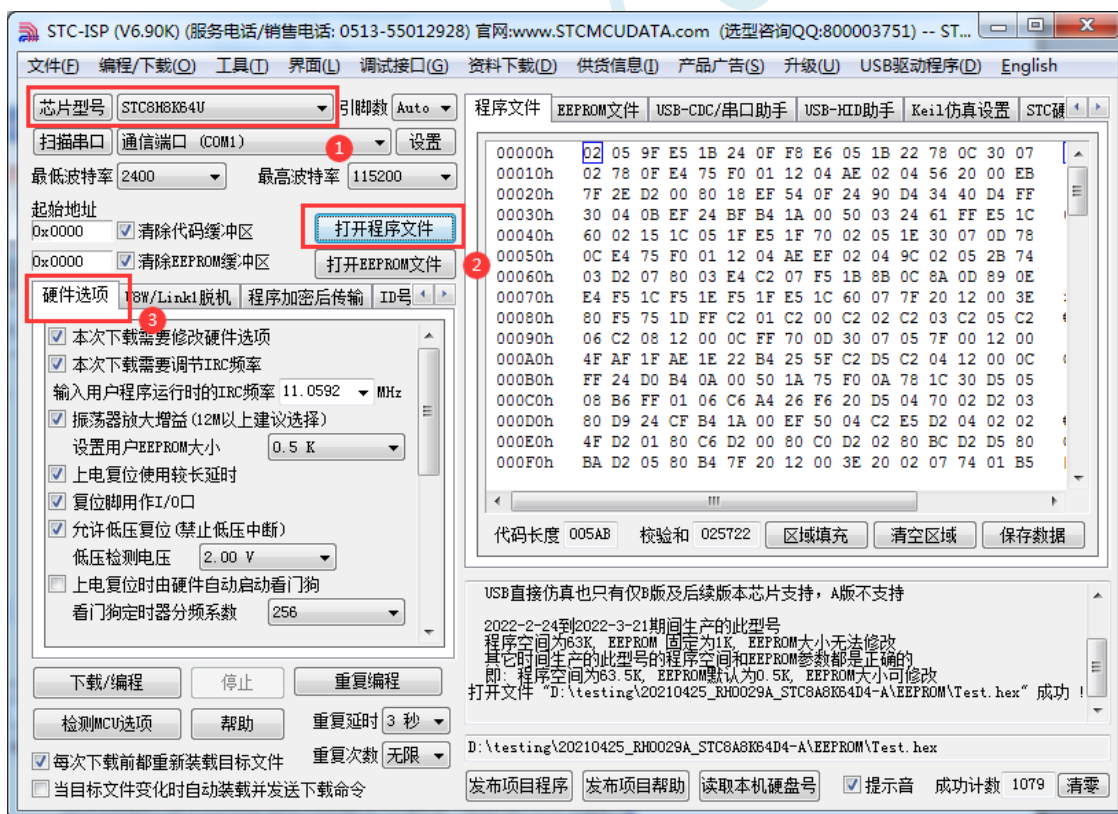 STC-ISP (V6.90K) (服务电话/销售电话: 0513-55012928) 官网:www.STCMCUDATA.com (选型咨询QQ:800003751) -- ST...
文件(F) 编程/下载(O) 工具(T) 界面(L) 调试接口(G) 资料下载(D) 供货信息(I) 产品广告(S) 升级(U) USB驱动程序(D) English
芯片型号 STC8H8K64U 引脚数 Auto
扫描串口 通信端口 (COM1) 设置
1
最低波特率 2400 最高波特率 115200
起始地址
0x0000 清除代码缓冲区 打开程序文件
2
0x0000 清除EEPROM缓冲区 打开EEPROM文件
硬件选项 U8W/Link1脱机 程序加密后传输 ID号
3
本次下载需要修改硬件选项
本次下载需要调节IRC频率
输入用户程序运行时的IRC频率 11.0592 MHz
振荡器放大增益(12M以上建议选择)
设置用户EEPROM大小 0.5 K
上电复位使用较长延时
复位脚用作I/O口
允许低压复位(禁止低压中断)
低压检测电压 2.00 V
上电复位时由硬件自动启动看门狗
看门狗定时器分频系数 256
下载/编程 停止 重复编程
检测MCU选项 帮助 重复延时 3 秒
每次下载前都重新装载目标文件 重复次数 无限
当目标文件变化时自动装载并发送下载命令
程序文件 EEPROM文件 USB-CDC/串口助手 USB-HID助手 Keil仿真设置 STC硬
00000h 02 05 9F E5 1B 24 0F F8 E6 05 1B 22 78 0C 30 07
00010h 02 78 0F E4 75 F0 01 12 04 AE 02 04 56 20 00 EB
00020h 7F 2E D2 00 80 18 EF 54 0F 24 90 D4 34 40 D4 FF
00030h 30 04 0B EF 24 BF B4 1A 00 50 03 24 61 FF E5 1C
00040h 60 02 15 1C 05 1F E5 1F 70 02 05 1E 30 07 0D 78
00050h 0C E4 75 F0 01 12 04 AE EF 02 04 9C 02 05 2B 74
00060h 03 D2 07 80 03 E4 C2 07 F5 1B 8B 0C 8A 0D 89 0E
00070h E4 F5 1C F5 1E F5 1F E5 1C 60 07 7F 20 12 00 3E
00080h 80 F5 75 1D FF C2 01 C2 00 C2 02 C2 03 C2 05 C2
00090h 06 C2 08 12 00 0C FF 70 0D 30 07 05 7F 00 12 00
000A0h 4F AF 1F AE 1E 22 B4 25 5F C2 D5 C2 04 12 00 0C
000B0h FF 24 D0 B4 0A 00 50 1A 75 F0 0A 78 1C 30 D5 05
000C0h 08 B6 FF 01 06 C6 A4 26 F6 20 D5 04 70 02 D2 03
000D0h 80 D9 24 CF B4 1A 00 EF 50 04 C2 E5 D2 04 02 02
000E0h 4F D2 01 80 C6 D2 00 80 C0 D2 02 80 BC D2 D5 80
000F0h BA D2 05 80 B4 7F 20 12 00 3E 20 02 07 74 01 B5
代码长度 005AB 校验和 025722 区域填充 清空区域 保存数据
USB直接仿真也只有仅B版及后续版本芯片支持，A版不支持
2022-2-24到2022-3-21期间生产的此型号
程序空间为63K, EEPROM 固定为1K, EEPROM大小无法修改
其它时间生产的此型号的程序空间和EEPROM参数都是正确的
即: 程序空间为63.5K, EEPROM默认为0.5K, EEPROM大小可修改
打开文件 "D:\testing\20210425_RH0029A_STC8A8K64D4-A\EEPROM\Test.hex" 成功 !
D:\testing\20210425_RH0029A_STC8A8K64D4-A\EEPROM\Test.hex
发布项目程序 发布项目帮助 读取本机硬盘号 提示音 成功计数 1079 清零